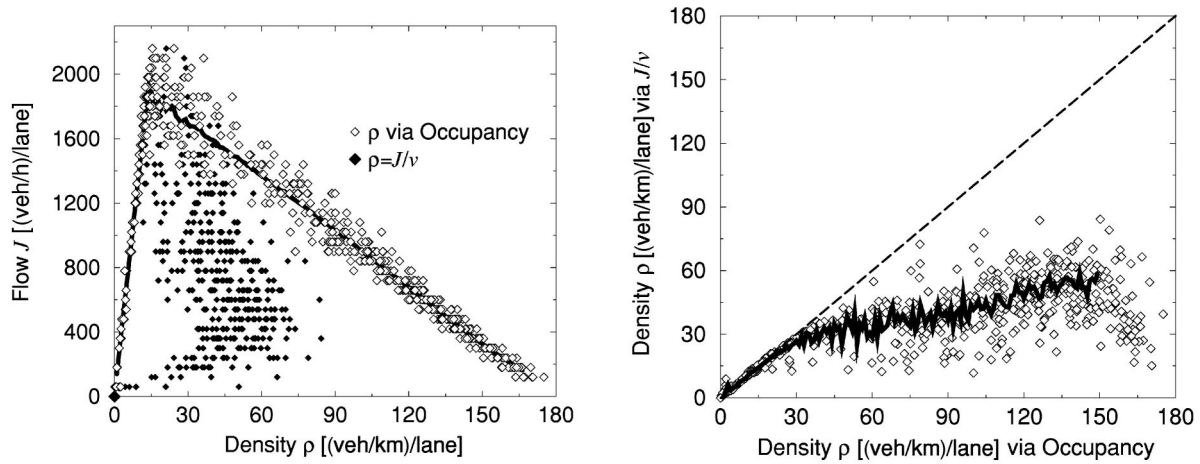 2000
1600
1200
800
400
0
Flow J [(veh/h)/lane]
◇ ρ via Occupancy
◆ ρ=J/v
0 30 60 90 120 150 180
Density ρ [(veh/km)/lane]
180
150
120
90
60
30
0
Density ρ [(veh/km)/lane] via J/v
0 30 60 90 120 150 180
Density ρ [(veh/km)/lane] via Occupancy